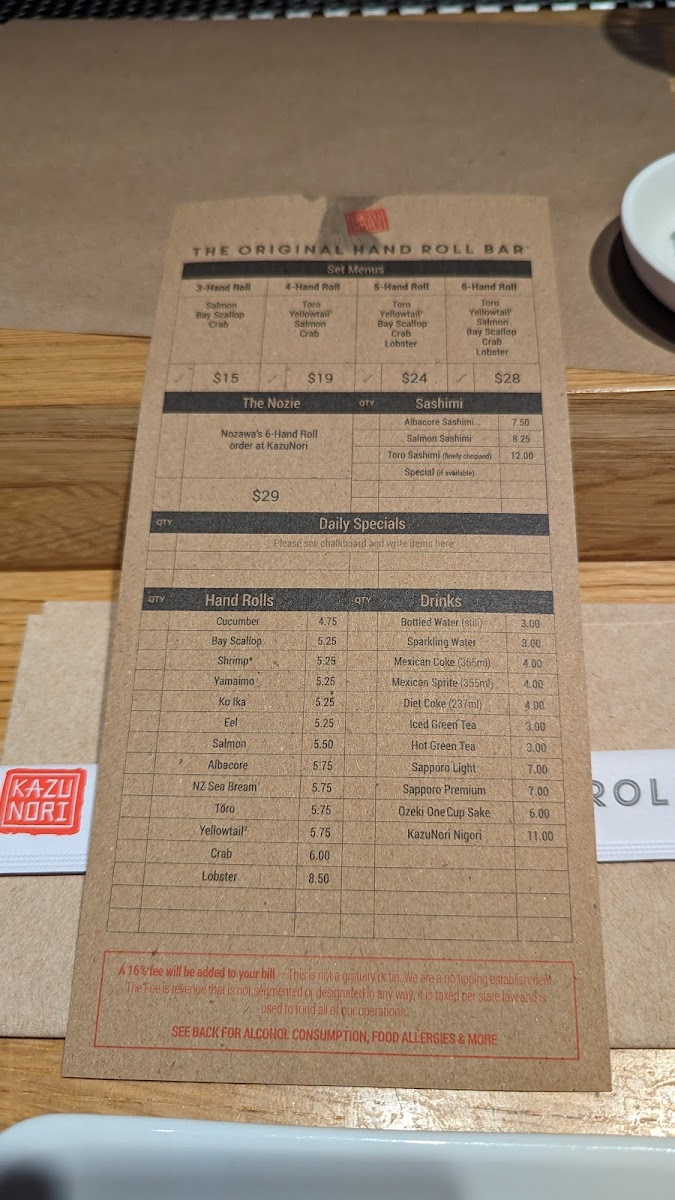 KAZU
NORI
THE ORIGINAL HAND ROLL BAR
Set Menus
3-Hand Roll 4-Hand Roll 5-Hand Roll 6-Hand Roll
Salmon
Bay Scallop
Crab
Toro
Yellowtail
Salmon
Crab
Toro
Yellowtail
Bay Scallop
Crab
Lobster
Toro
Yellowtail
Salmon
Bay Scallop
Crab
Lobster
$15 $19 $24 $28
The Nozie
Nozawa's 6-Hand Roll
order at KazuNori
$29
QTY Sashimi
Albacore Sashimi 7.50
Salmon Sashimi 8.25
Toro Sashimi (finely chopped) 12.00
Special (if available)
QTY Daily Specials
Please see chalkboard and write items here
QTY Hand Rolls
Cucumber 4.75
Bay Scallop 5.25
Shrimp* 5.25
Yamaimo 5.25
Ko Ika 5.25
Eel 5.25
Salmon 5.50
Albacore 5.75
NZ Sea Bream 5.75
Toro 5.75
Yellowtail 5.75
Crab 6.00
Lobster 8.50
QTY Drinks
Bottled Water (still) 3.00
Sparkling Water 3.00
Mexican Coke (355ml) 4.00
Mexican Sprite (355ml) 4.00
Diet Coke (237ml) 4.00
Iced Green Tea 3.00
Hot Green Tea 3.00
Sapporo Light 7.00
Sapporo Premium 7.00
Ozeki One Cup Sake 6.00
KazuNori Nigori 11.00
A 16% fee will be added to your bill – This is not a gratuity or tip. We are a no tipping establishment.
The Fee is revenue that is not segmented or designated in any way, it is taxed per state law and is
used to fund all of our operations.
SEE BACK FOR ALCOHOL CONSUMPTION, FOOD ALLERGIES & MORE
KAZU
NORI
ROL